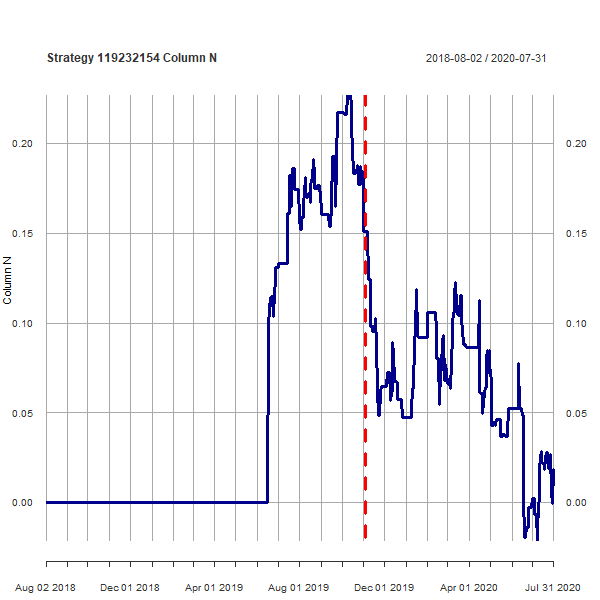 Strategy 119232154 Column N
2018-08-02 / 2020-07-31
0.20
0.20
0.15
0.15
Column N
0.10
0.10
0.05
0.05
0.00
0.00
Aug 02 2018
Dec 01 2018
Apr 01 2019
Aug 01 2019
Dec 01 2019
Apr 01 2020
Jul 31 2020